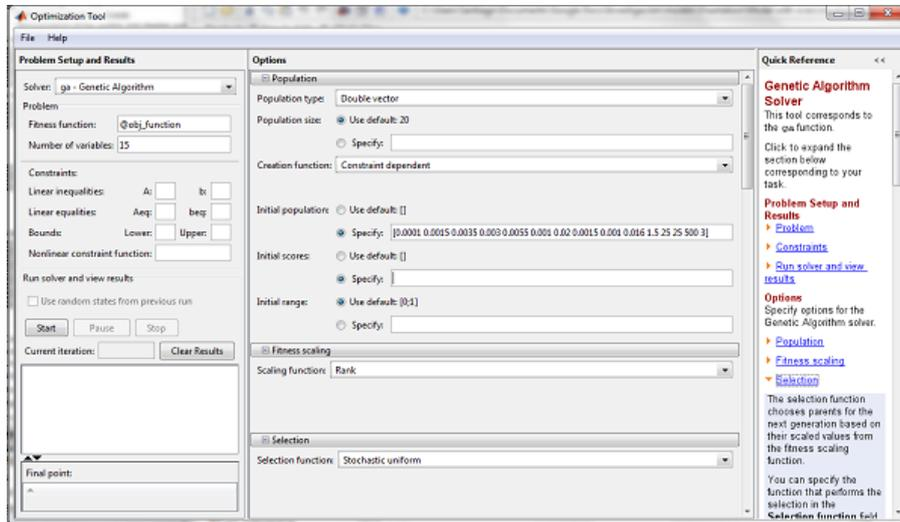 Optimization Tool
File Help
Problem Setup and Results
Solver: ga - Genetic Algorithm
Problem
Fitness function: @obj_function
Number of variables: 15
Constraints:
Linear inequalities: A: b:
Linear equalities: Aeq: beq:
Bounds: Lower: Upper:
Nonlinear constraint function:
Run solver and view results
Use random states from previous run
Start Pause Stop
Current iteration: Clear Results
Final point:
Options
Population
Population type: Double vector
Population size: Use default: 20
Specify:
Creation function: Constraint dependent
Initial population: Use default: []
Specify: [0.0001 0.0015 0.0035 0.003 0.0055 0.001 0.02 0.0015 0.001 0.016 1.5 25 25 500 3]
Initial scores: Use default: []
Specify:
Initial range: Use default: [0;1]
Specify:
Fitness scaling
Scaling function: Rank
Selection
Selection function: Stochastic uniform
Quick Reference <<
Genetic Algorithm
Solver
This tool corresponds to
the ga function.
Click to expand the
section below
corresponding to your
task.
Problem Setup and
Results
Problem
Constraints
Run solver and view
results
Options
Specify options for the
Genetic Algorithm solver.
Population
Fitness scaling
Selection
The selection function
chooses parents for the
next generation based on
their scaled values from
the fitness scaling
function.
You can specify the
function that performs the
selection in the
Selection function field